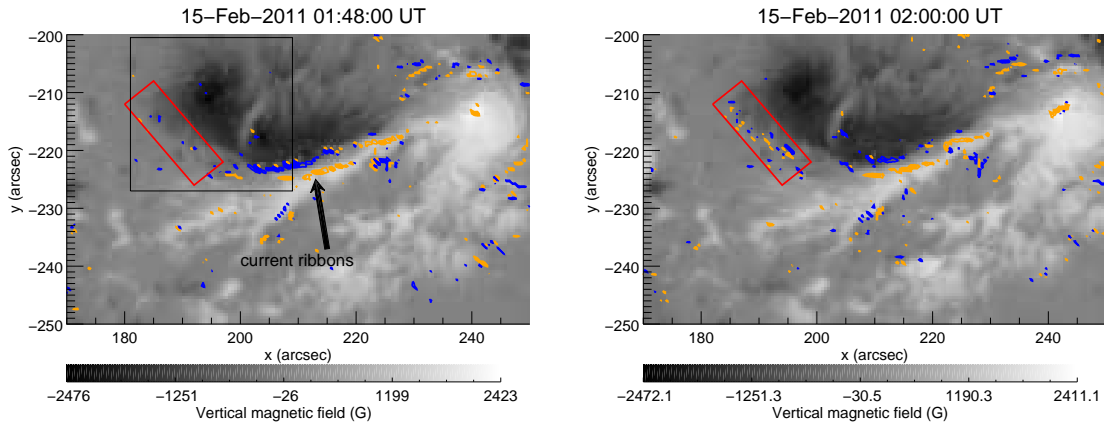 15−Feb−2011 01:48:00 UT
−200
−210
−220
−230
−240
−250
y (arcsec)
current ribbons
180 200 220 240
x (arcsec)
−2476 −1251 −26 1199 2423
Vertical magnetic field (G)
15−Feb−2011 02:00:00 UT
−200
−210
−220
−230
−240
−250
y (arcsec)
180 200 220 240
x (arcsec)
−2472.1 −1251.3 −30.5 1190.3 2411.1
Vertical magnetic field (G)